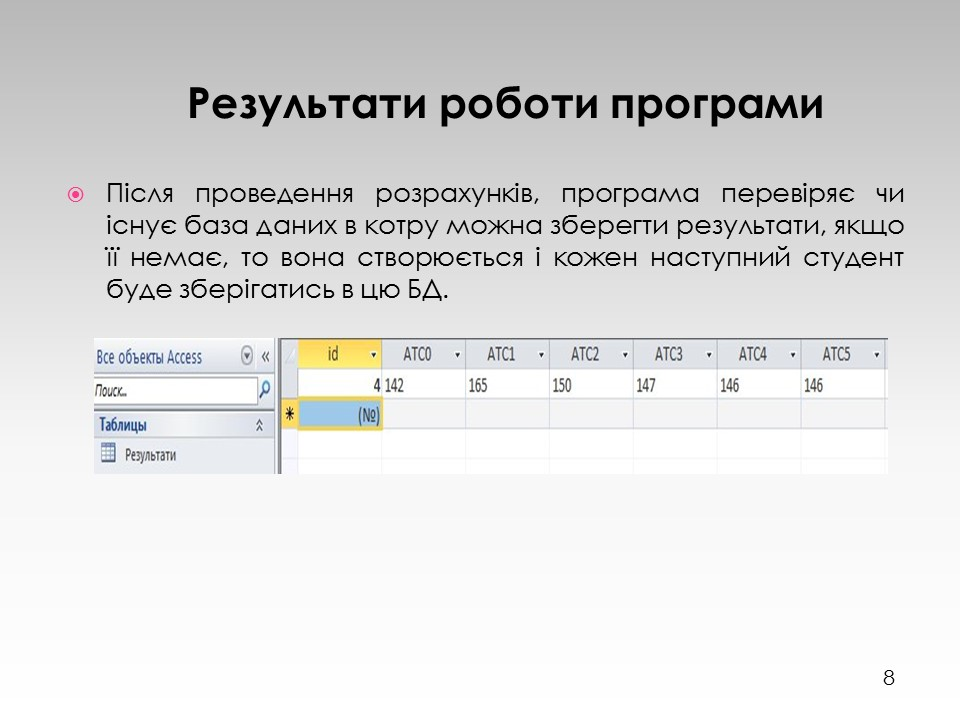 Результати роботи програми
Після проведення розрахунків, програма перевіряє чи
існує база даних в котру можна зберегти результати, якщо
її немає, то вона створюється і кожен наступний студент
буде зберігатись в цю БД.
Все объекты Access «
Поиск...
Таблицы
Результати
id АТС0 АТС1 АТС2 АТС3 АТС4 АТС5
4 142 165 150 147 146 146
* (№)
8